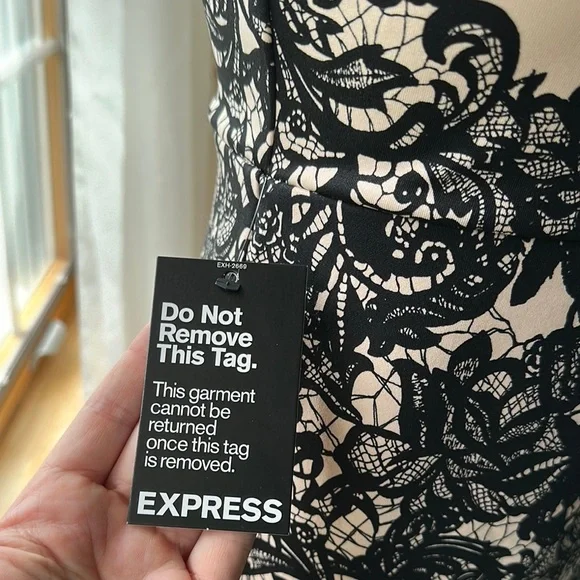 EXH-2669
Do Not
Remove
This Tag.
This garment
cannot be
returned
once this tag
is removed.
EXPRESS